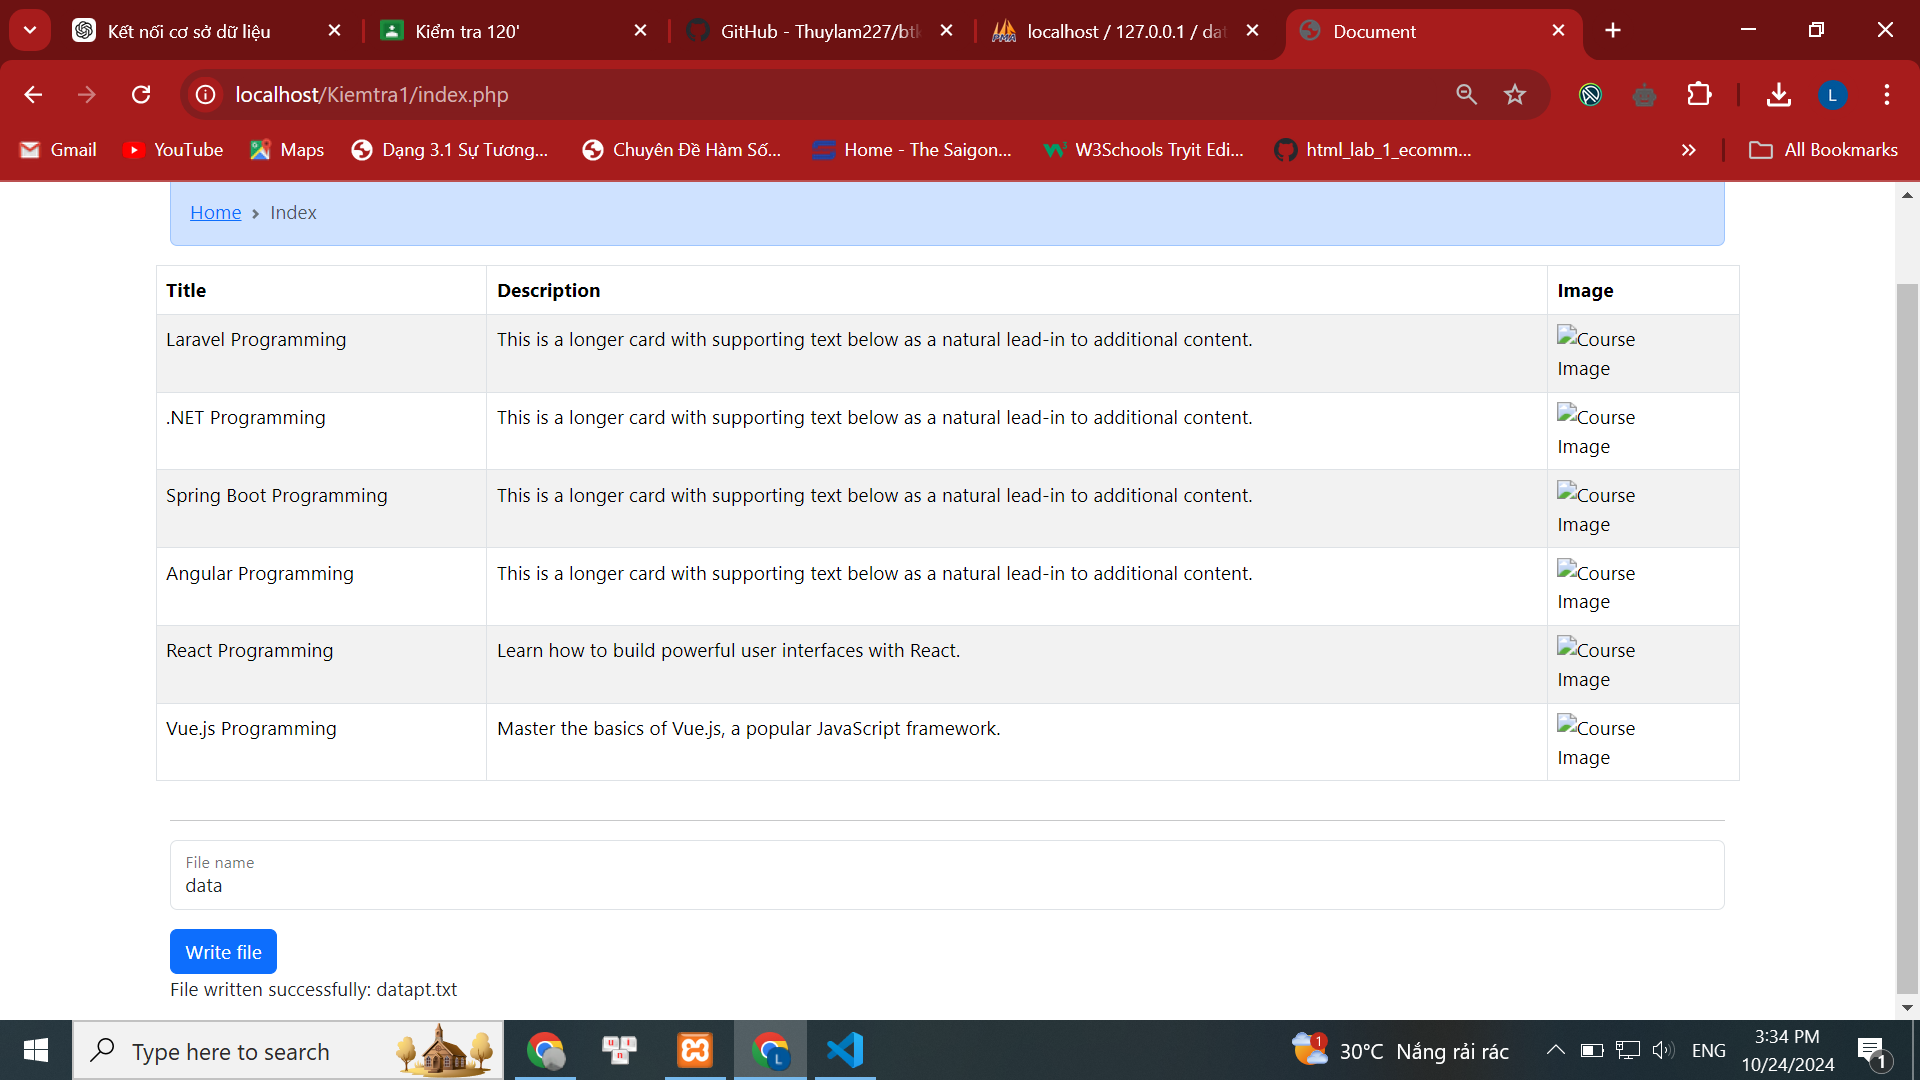 Kết nối cơ sở dữ liệu
Kiểm tra 120'
GitHub - Thuylam227/btl
localhost / 127.0.0.1 / dat
Document
localhost/Kiemtra1/index.php
L
Gmail
YouTube
Maps
Dạng 3.1 Sự Tương...
Chuyên Đề Hàm Số...
Home - The Saigon...
W3Schools Tryit Edi...
html_lab_1_ecomm...
All Bookmarks
Home > Index
Title Description Image
Laravel Programming This is a longer card with supporting text below as a natural lead-in to additional content. Course Image
.NET Programming This is a longer card with supporting text below as a natural lead-in to additional content. Course Image
Spring Boot Programming This is a longer card with supporting text below as a natural lead-in to additional content. Course Image
Angular Programming This is a longer card with supporting text below as a natural lead-in to additional content. Course Image
React Programming Learn how to build powerful user interfaces with React. Course Image
Vue.js Programming Master the basics of Vue.js, a popular JavaScript framework. Course Image
File name
data
Write file
File written successfully: datapt.txt
Type here to search
1
30°C Nắng rải rác
ENG
3:34 PM
10/24/2024
1